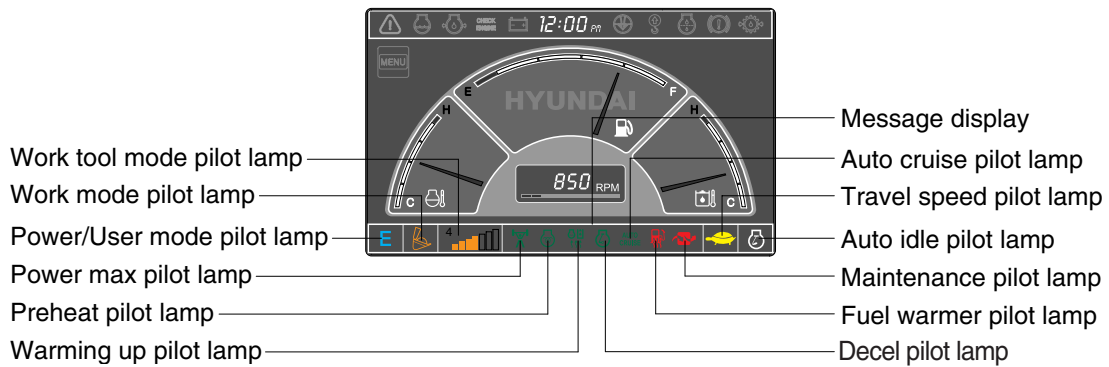 CHECK
ENGINE
12:00 PM
MENU
E
F
HYUNDAI
H
C
H
C
850 RPM
E
4
Work tool mode pilot lamp
Work mode pilot lamp
Power/User mode pilot lamp
Power max pilot lamp
Preheat pilot lamp
Warming up pilot lamp
Message display
Auto cruise pilot lamp
Travel speed pilot lamp
Auto idle pilot lamp
Maintenance pilot lamp
Fuel warmer pilot lamp
Decel pilot lamp